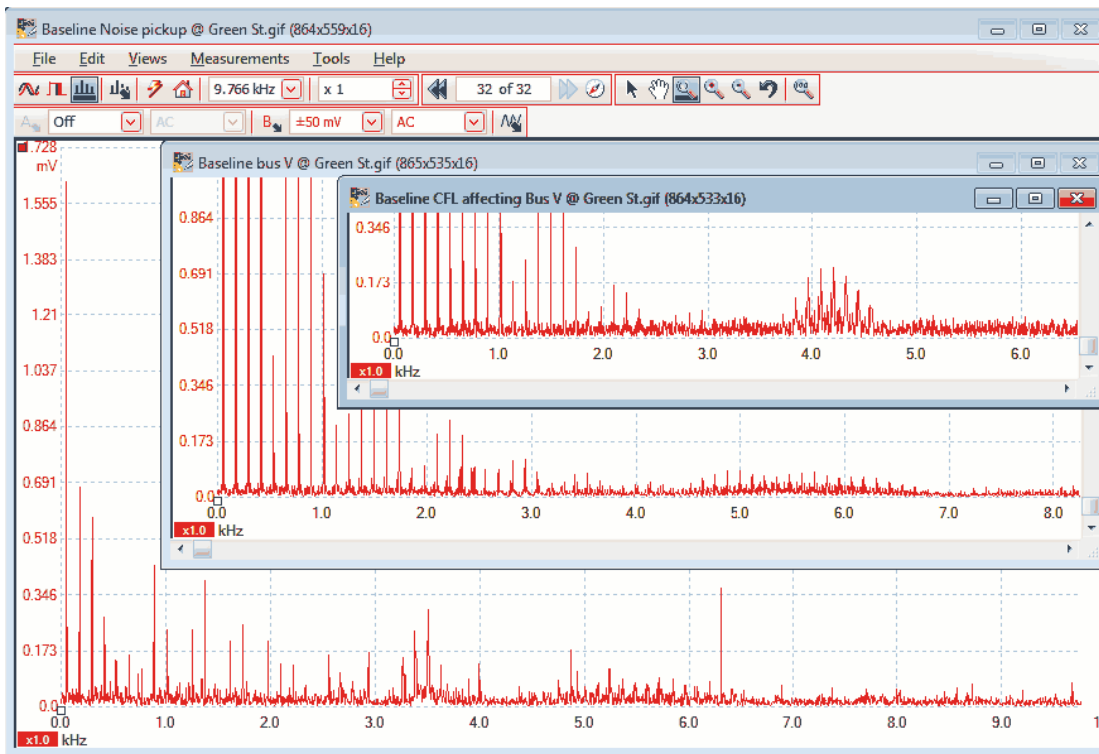 Baseline Noise pickup @ Green St.gif (864x559x16)
File Edit Views Measurements Tools Help
9.766 kHz x 1 32 of 32
A Off AC B ±50 mV AC
.728
mV
1.555
1.383
1.21
1.037
0.864
0.691
0.518
0.346
0.173
0.0
0.0 1.0 2.0 3.0 4.0 5.0 6.0 7.0 8.0 9.0 1
x1.0 kHz
Baseline bus V @ Green St.gif (865x535x16)
0.864
0.691
0.518
0.346
0.173
0.0
0.0 1.0 2.0 3.0 4.0 5.0 6.0 7.0 8.0
x1.0 kHz
Baseline CFL affecting Bus V @ Green St.gif (864x533x16)
0.346
0.173
0.0
0.0 1.0 2.0 3.0 4.0 5.0 6.0
x1.0 kHz